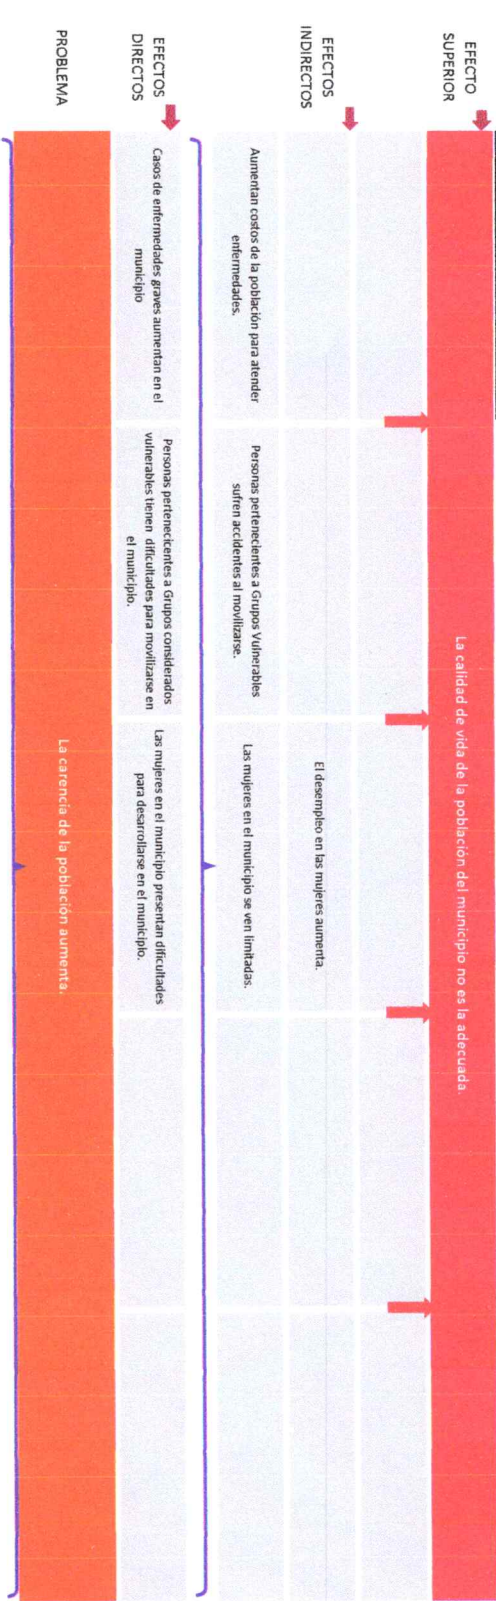 EFECTO
SUPERIOR
La calidad de vida de la población del municipio no es la adecuada.
EFECTOS
INDIRECTOS
El desempleo en las mujeres aumenta.
Aumentan costos de la población para atender
enfermedades.
Personas pertenecientes a Grupos Vulnerables
sufren accidentes al movilizarse.
Las mujeres en el municipio se ven limitadas.
EFECTOS
DIRECTOS
Casos de enfermedades graves aumentan en el
municipio
Personas pertenecicentes a Grupos considerados
vulnerables tienen dificultades para movilizarse en
el municipio.
Las mujeres en el municipio presentan dificultades
para desarrollarse en el municipio.
PROBLEMA
La carencia de la población aumenta.